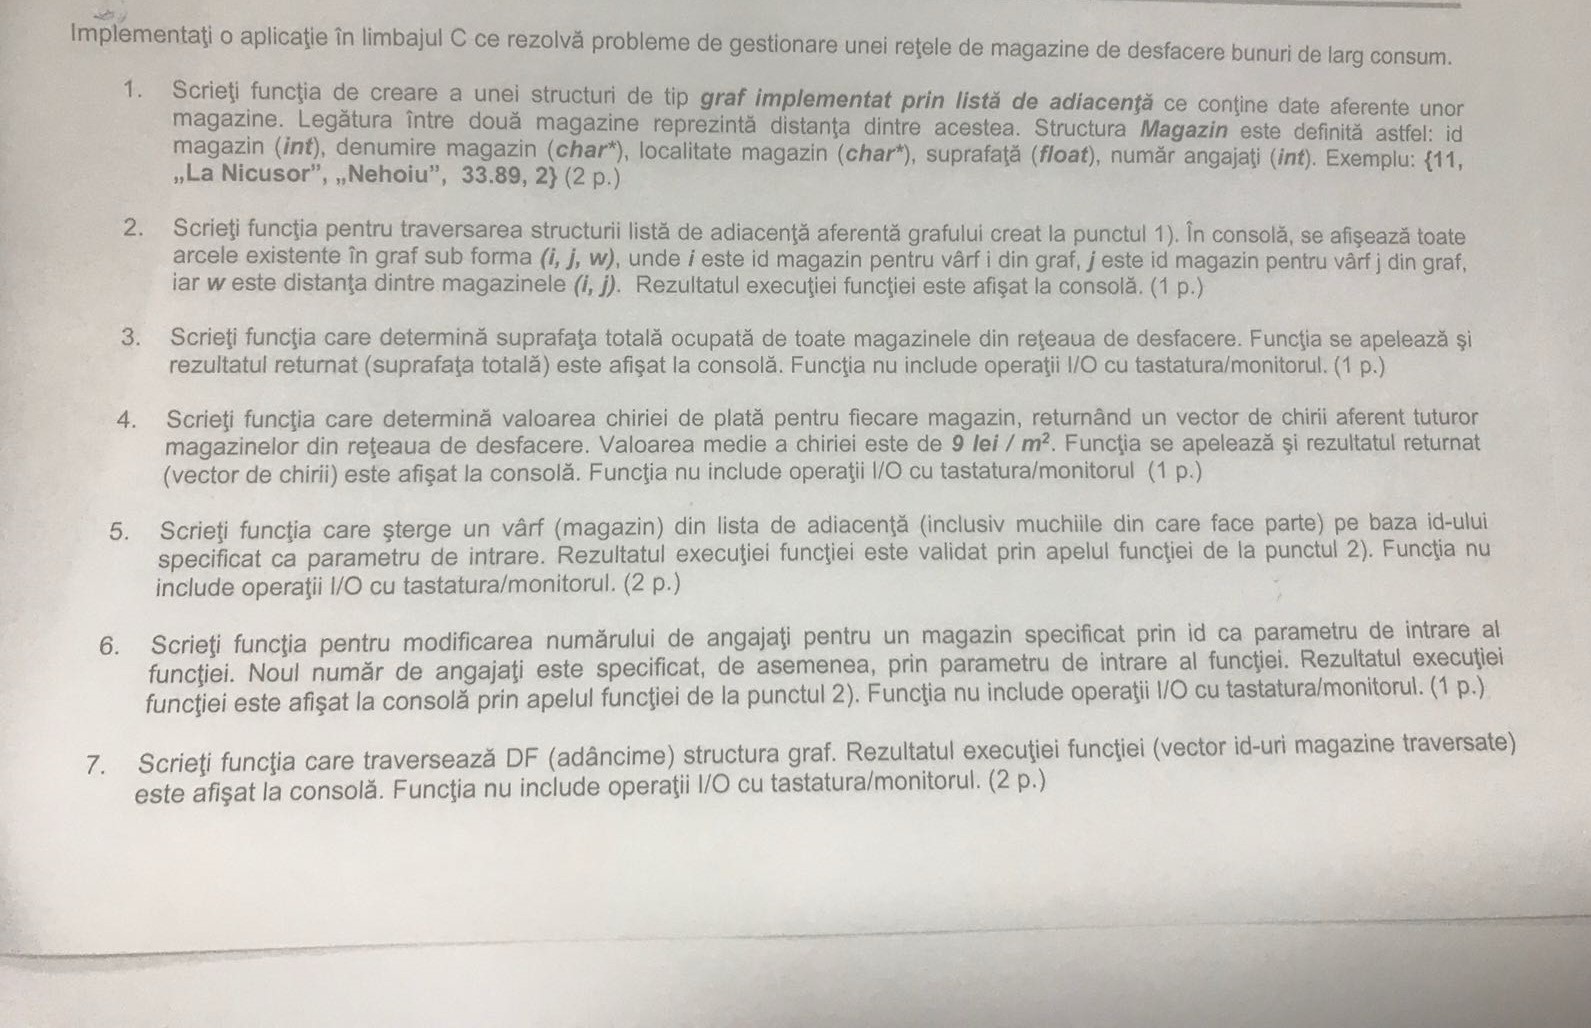 Implementaţi o aplicaţie în limbajul C ce rezolvă probleme de gestionare unei reţele de magazine de desfacere bunuri de larg consum.
1. Scrieţi funcţia de creare a unei structuri de tip graf implementat prin listă de adiacenţă ce conţine date aferente unor
magazine. Legătura între două magazine reprezintă distanţa dintre acestea. Structura Magazin este definită astfel: id
magazin (int), denumire magazin (char*), localitate magazin (char*), suprafaţă (float), număr angajaţi (int). Exemplu: {11,
„La Nicusor”, „Nehoiu”, 33.89, 2} (2 p.)
2. Scrieţi funcţia pentru traversarea structurii listă de adiacenţă aferentă grafului creat la punctul 1). În consolă, se afişează toate
arcele existente în graf sub forma (i, j, w), unde i este id magazin pentru vârf i din graf, j este id magazin pentru vârf j din graf,
iar w este distanţa dintre magazinele (i, j). Rezultatul execuţiei funcţiei este afişat la consolă. (1 p.)
3. Scrieţi funcţia care determină suprafaţa totală ocupată de toate magazinele din reţeaua de desfacere. Funcţia se apelează şi
rezultatul returnat (suprafaţa totală) este afişat la consolă. Funcţia nu include operaţii I/O cu tastatura/monitorul. (1 p.)
4. Scrieţi funcţia care determină valoarea chiriei de plată pentru fiecare magazin, returnând un vector de chirii aferent tuturor
magazinelor din reţeaua de desfacere. Valoarea medie a chiriei este de 9 lei / m². Funcţia se apelează şi rezultatul returnat
(vector de chirii) este afişat la consolă. Funcţia nu include operaţii I/O cu tastatura/monitorul (1 p.)
5. Scrieţi funcţia care şterge un vârf (magazin) din lista de adiacenţă (inclusiv muchiile din care face parte) pe baza id-ului
specificat ca parametru de intrare. Rezultatul execuţiei funcţiei este validat prin apelul funcţiei de la punctul 2). Funcţia nu
include operaţii I/O cu tastatura/monitorul. (2 p.)
6. Scrieţi funcţia pentru modificarea numărului de angajaţi pentru un magazin specificat prin id ca parametru de intrare al
funcţiei. Noul număr de angajaţi este specificat, de asemenea, prin parametru de intrare al funcţiei. Rezultatul execuţiei
funcţiei este afişat la consolă prin apelul funcţiei de la punctul 2). Funcţia nu include operaţii I/O cu tastatura/monitorul. (1 p.)
7. Scrieţi funcţia care traversează DF (adâncime) structura graf. Rezultatul execuţiei funcţiei (vector id-uri magazine traversate)
este afişat la consolă. Funcţia nu include operaţii I/O cu tastatura/monitorul. (2 p.)